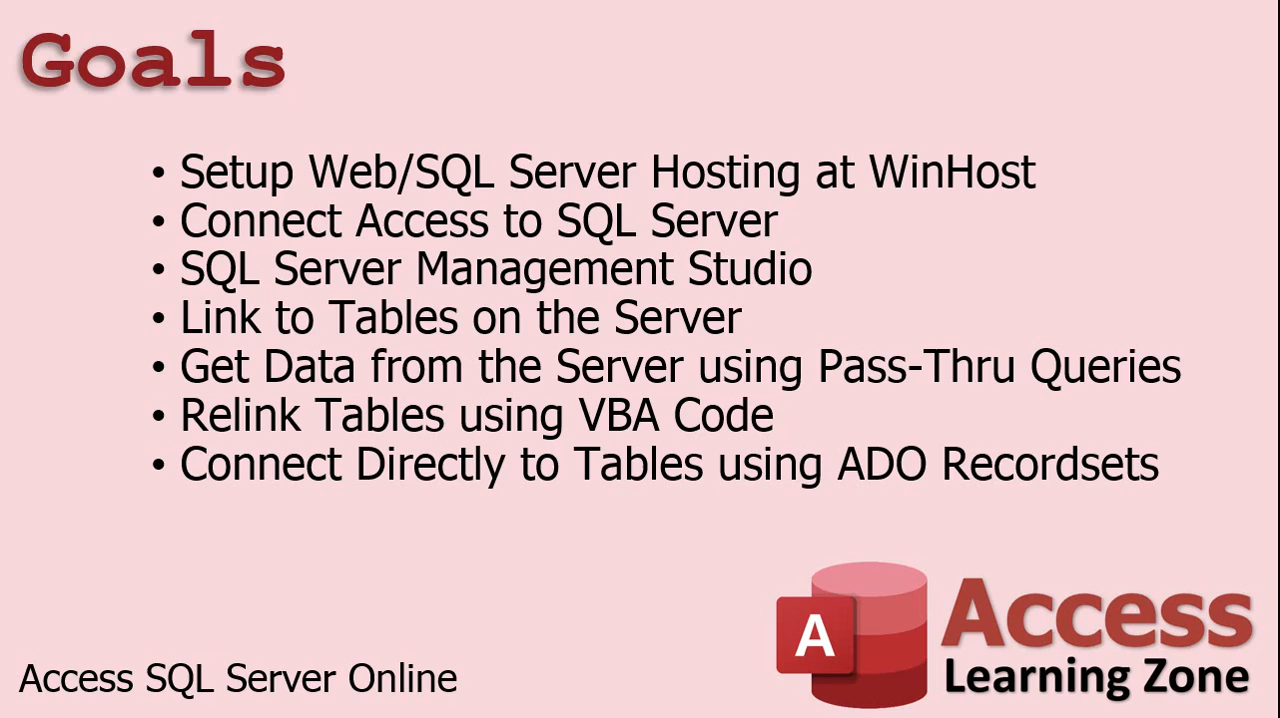 Goals
• Setup Web/SQL Server Hosting at WinHost
• Connect Access to SQL Server
• SQL Server Management Studio
• Link to Tables on the Server
• Get Data from the Server using Pass-Thru Queries
• Relink Tables using VBA Code
• Connect Directly to Tables using ADO Recordsets
Access SQL Server Online
A
Access
Learning Zone